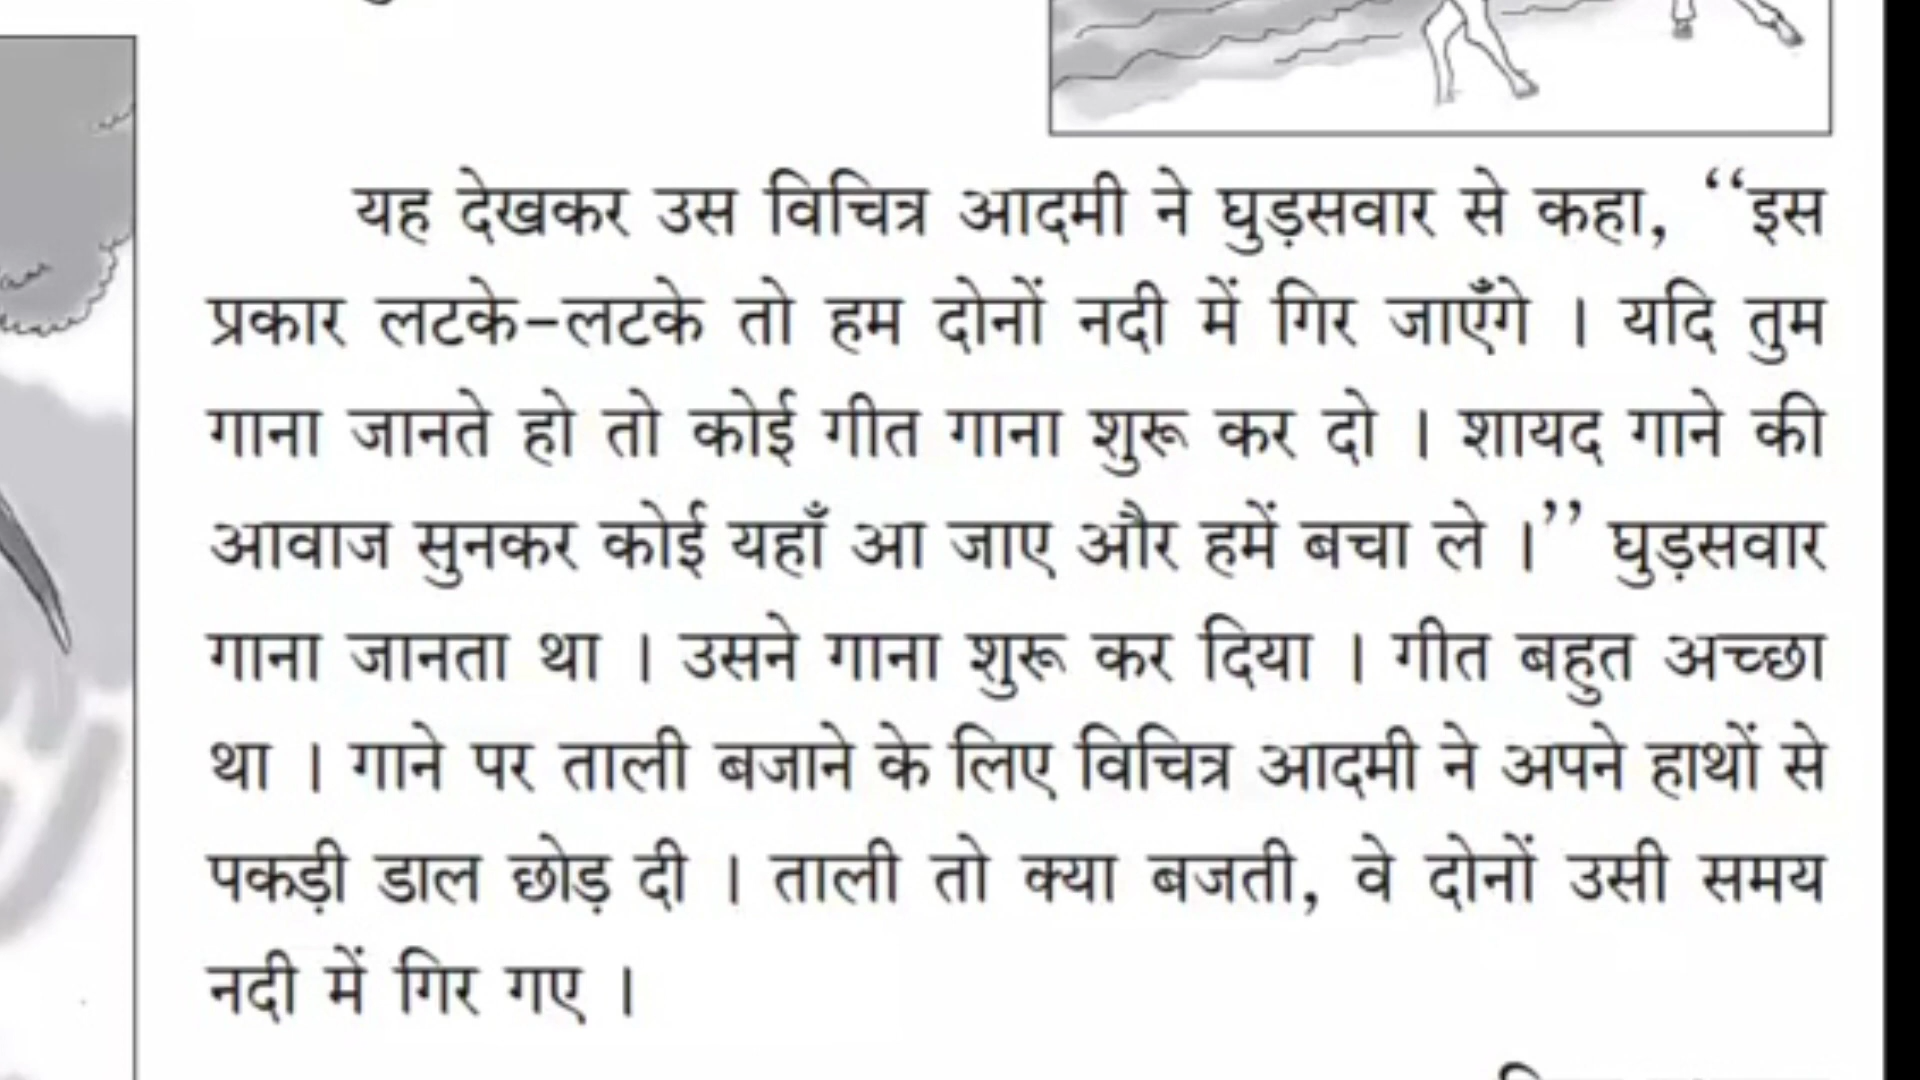 यह देखकर उस विचित्र आदमी ने घुड़सवार से कहा, ‘‘इस
प्रकार लटके-लटके तो हम दोनों नदी में गिर जाएँगे । यदि तुम
गाना जानते हो तो कोई गीत गाना शुरू कर दो । शायद गाने की
आवाज सुनकर कोई यहाँ आ जाए और हमें बचा ले ।’’ घुड़सवार
गाना जानता था । उसने गाना शुरू कर दिया । गीत बहुत अच्छा
था । गाने पर ताली बजाने के लिए विचित्र आदमी ने अपने हाथों से
पकड़ी डाल छोड़ दी । ताली तो क्या बजती, वे दोनों उसी समय
नदी में गिर गए ।